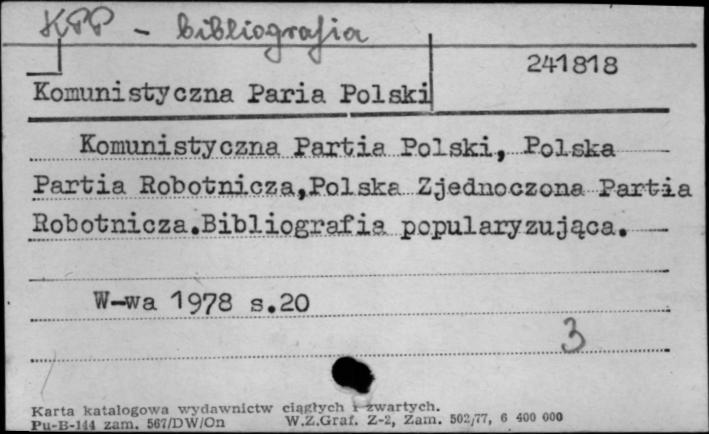 KPP - bibliografia
241818
Komunistyczna Paria Polski
Komunistyczna Partia Polski, Polska
Partia Robotnicza,Polska Zjednoczona Partia
Robotnicza.Bibliografia popularyzująca.
W-wa 1978 s.20
3
Karta katalogowa wydawnictw ciągłych i zwartych.
Pu-B-144 zam. 567/DW/On W.Z.Graf. Z-2, Zam. 502/77, 6 400 000